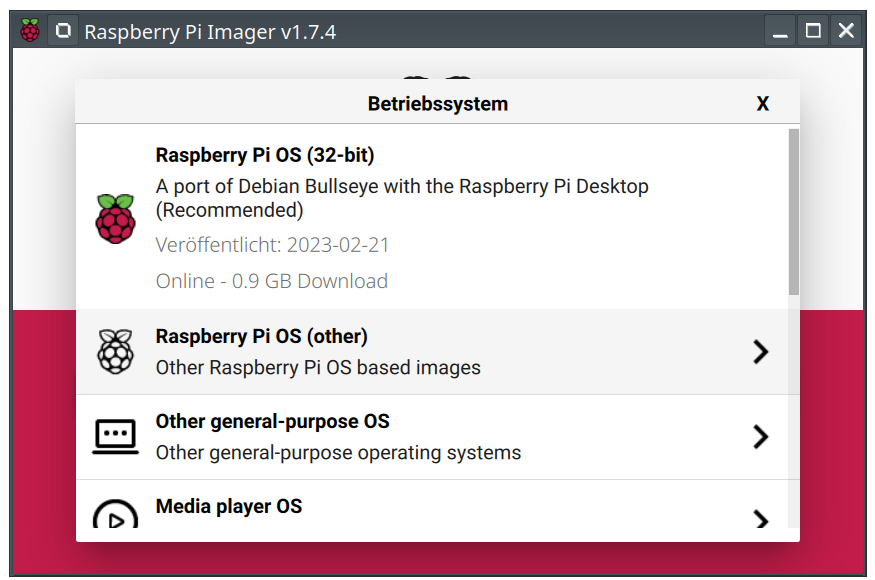 Raspberry Pi Imager v1.7.4
Betriebssystem
X
Raspberry Pi OS (32-bit)
A port of Debian Bullseye with the Raspberry Pi Desktop
(Recommended)
Veröffentlicht: 2023-02-21
Online - 0.9 GB Download
Raspberry Pi OS (other)
Other Raspberry Pi OS based images
Other general-purpose OS
Other general-purpose operating systems
Media player OS